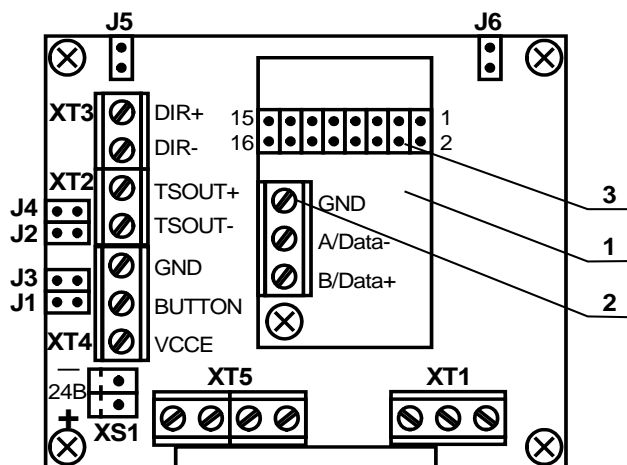 J5 J6
XT3 DIR+ 15 1
DIR- 16 2
XT2 TSOUT+ 3
J4 TSOUT- GND
J2 A/Data- 1
GND
J3 B/Data+
J1 BUTTON 2
XT4 VCCE
– 24В XT5 XT1
+ XS1